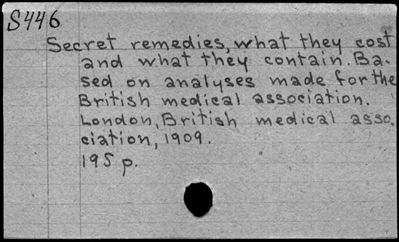 S446
Secret remedies, what they cost
and what they contain. Ba-
sed on analyses made for the
British medical association.
London, British medical asso-
ciation, 1909.
195 p.